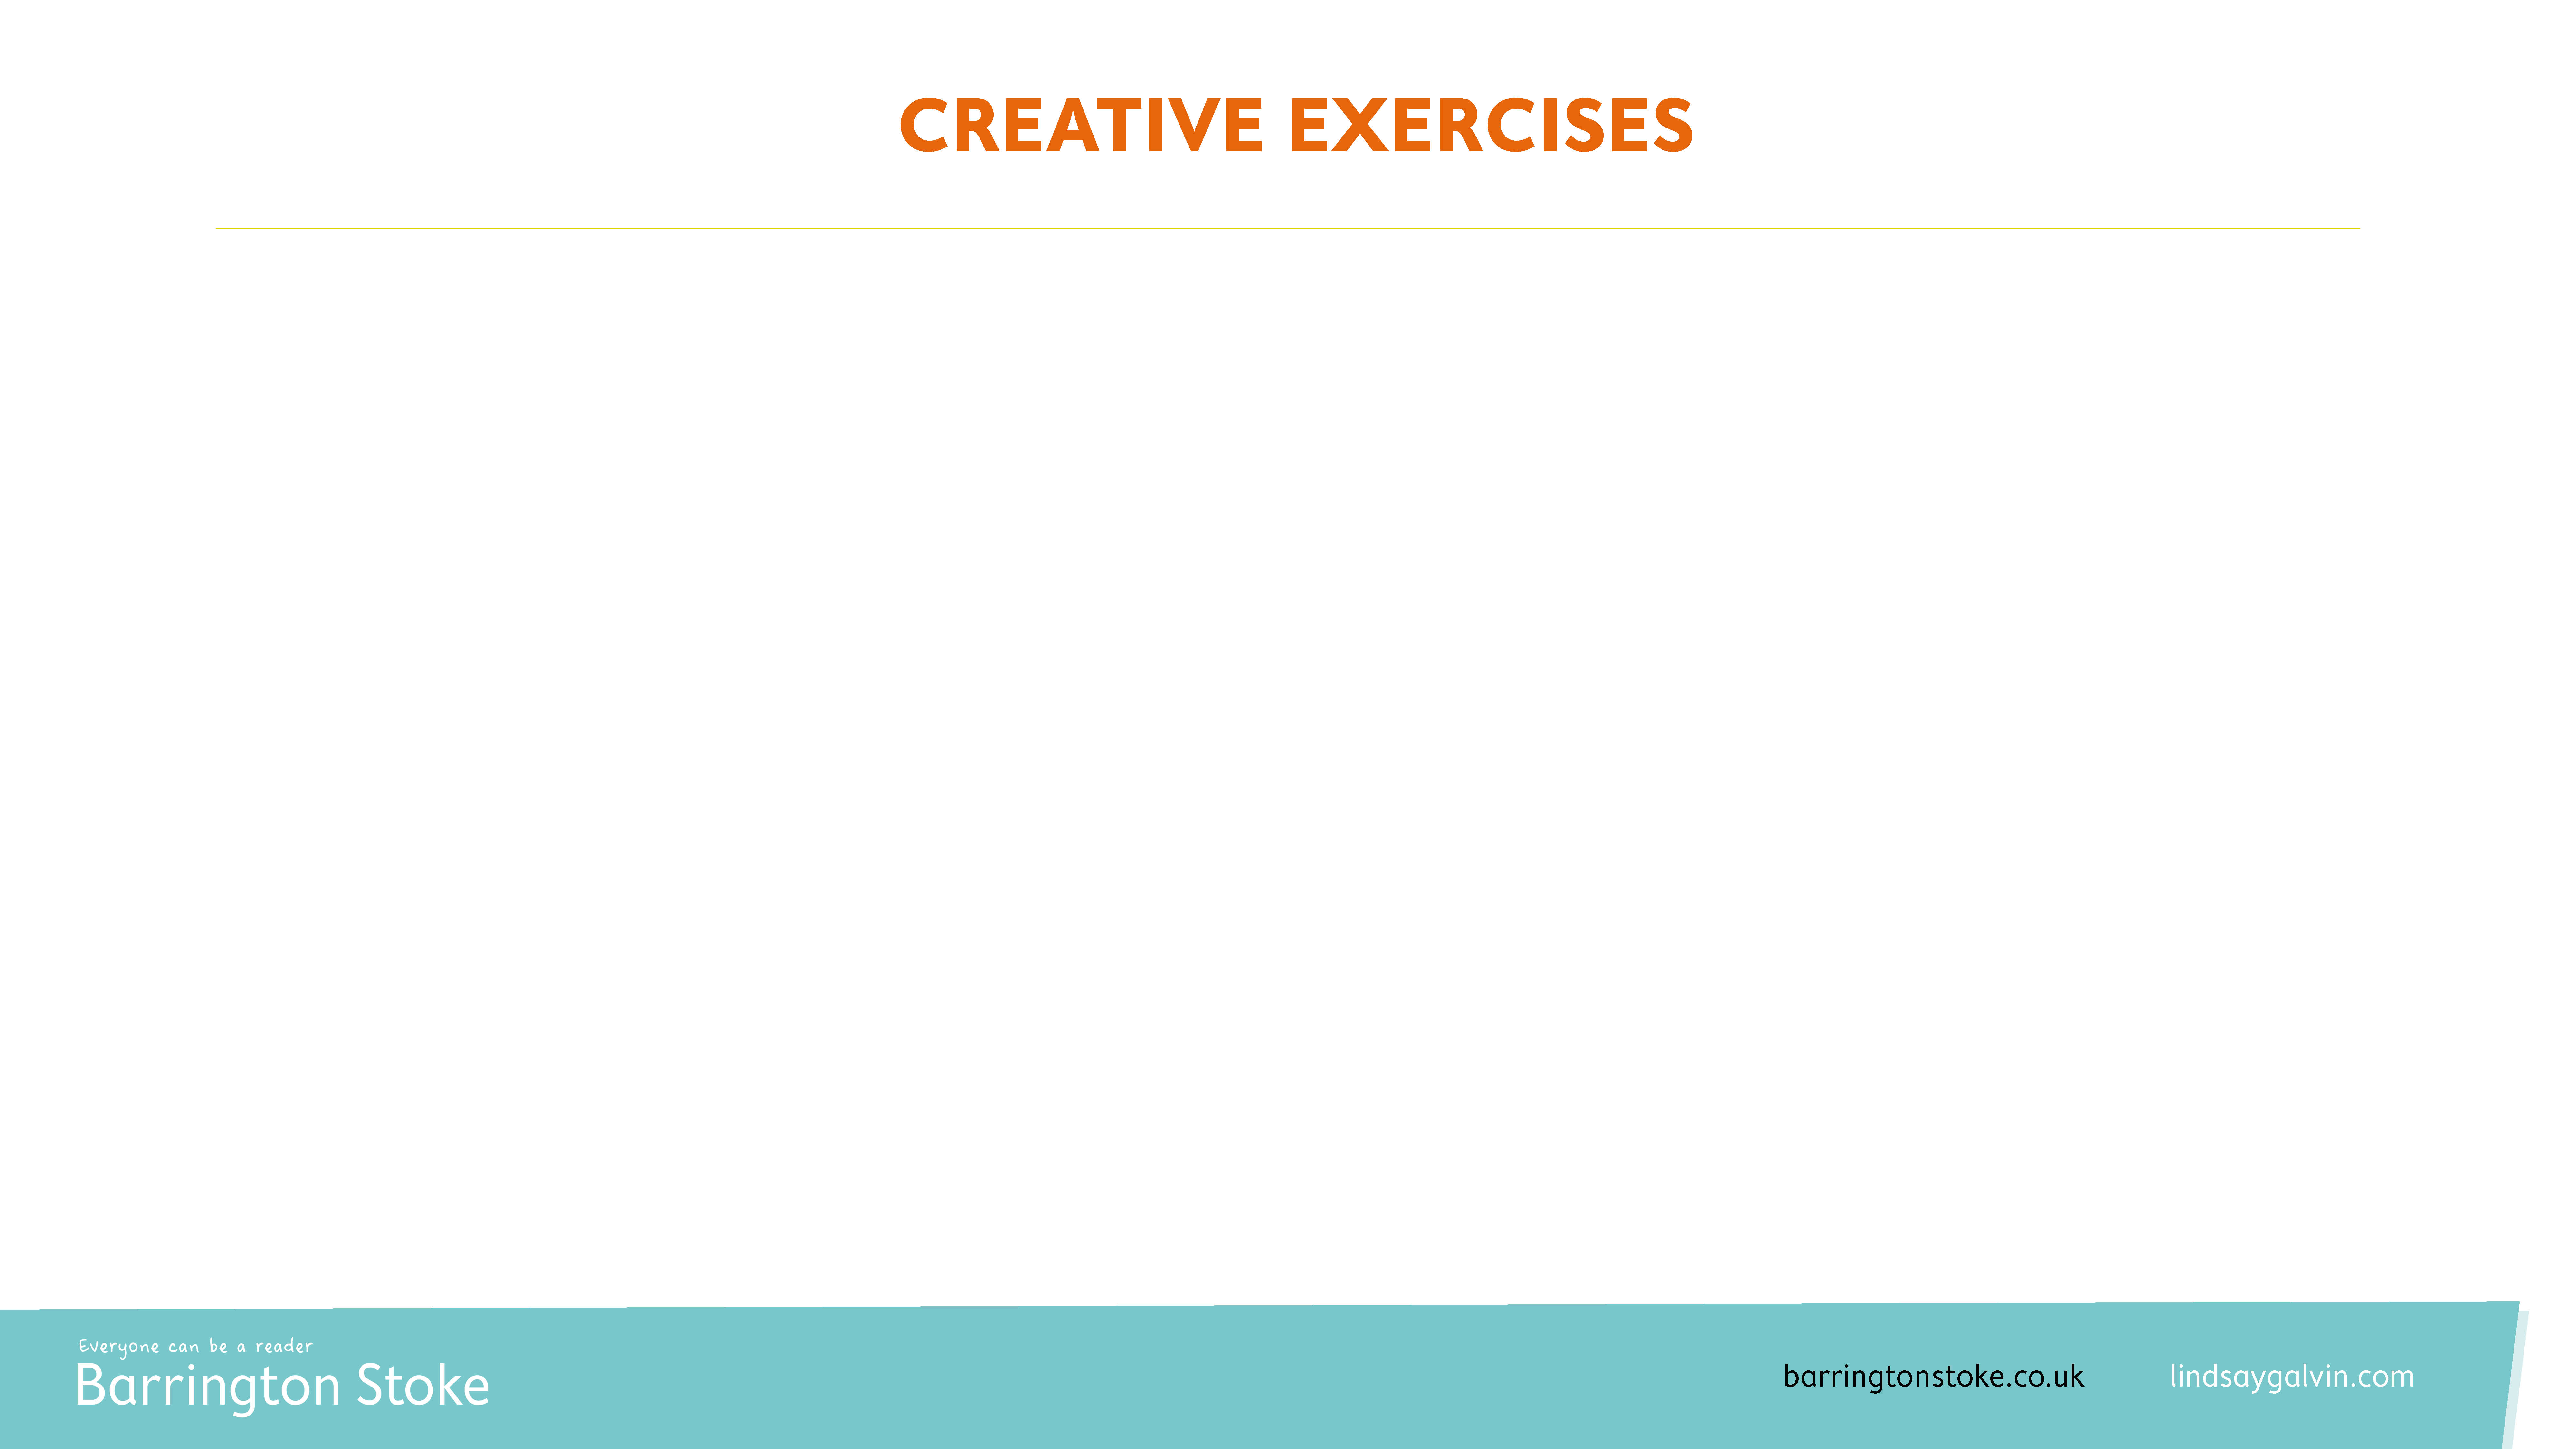 CREATIVE EXERCISES
Everyone can be a reader
Barrington Stoke
barringtonstoke.co.uk
lindsaygalvin.com